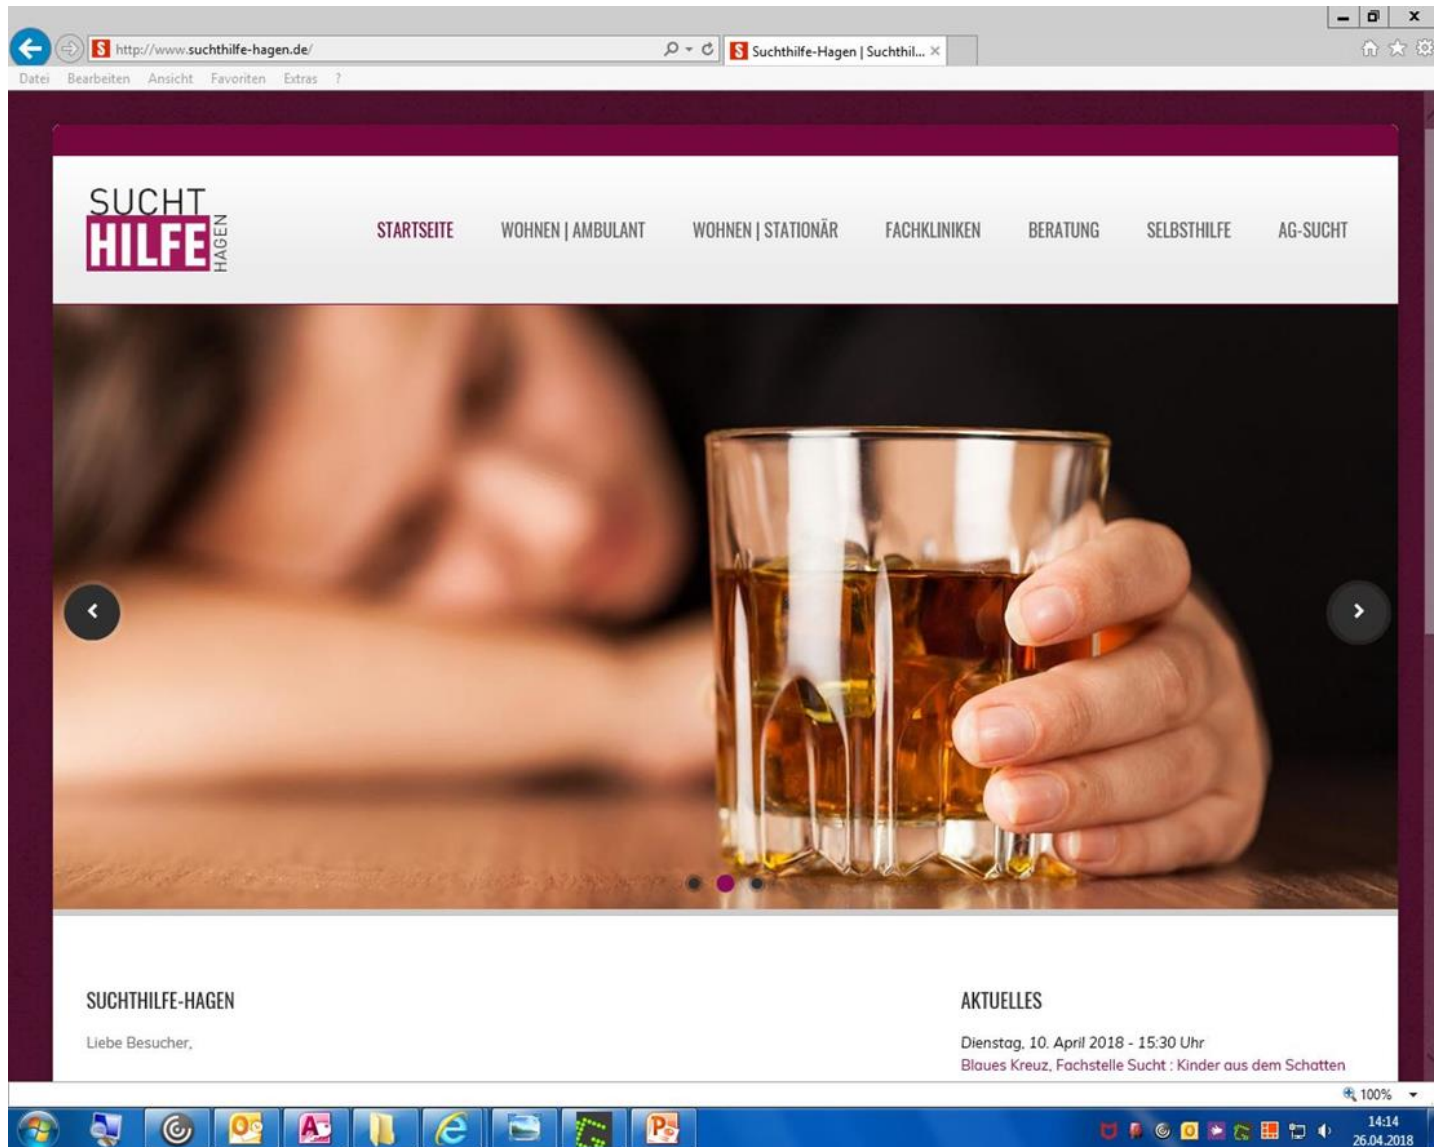 http://www.suchthilfe-hagen.de/
Suchthilfe-Hagen | Suchthil...
Datei Bearbeiten Ansicht Favoriten Extras ?
SUCHT
HILFE
HAGEN
STARTSEITE WOHNEN | AMBULANT WOHNEN | STATIONÄR FACHKLINIKEN BERATUNG SELBSTHILFE AG-SUCHT
SUCHTHILFE-HAGEN
Liebe Besucher,
AKTUELLES
Dienstag, 10. April 2018 - 15:30 Uhr
Blaues Kreuz, Fachstelle Sucht : Kinder aus dem Schatten
100%
14:14
26.04.2018